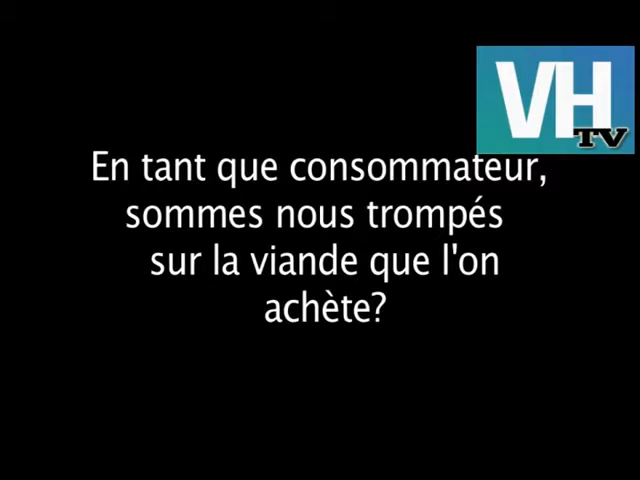 VH
TV
En tant que consommateur,
sommes nous trompés
sur la viande que l'on
achète?